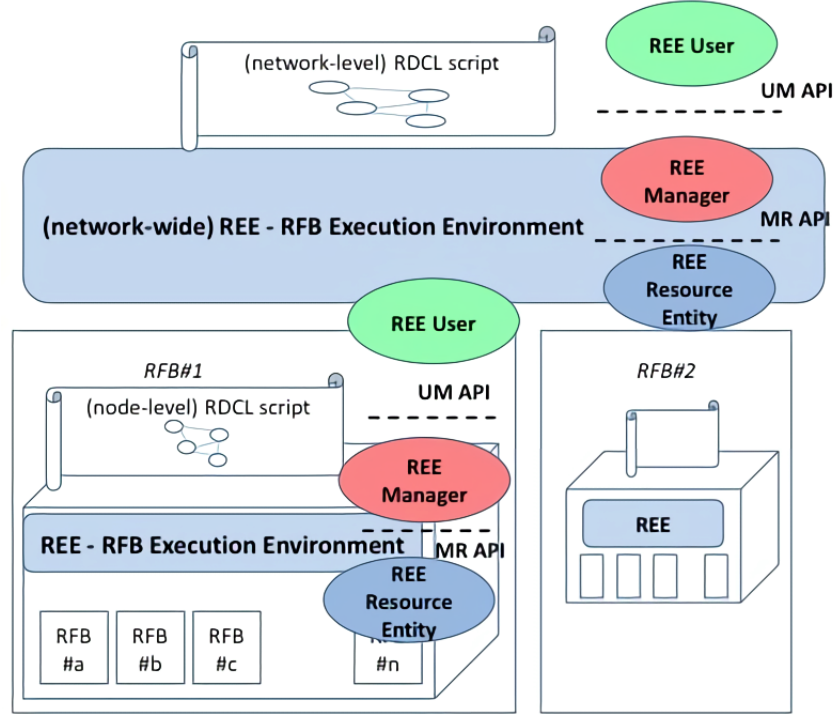 (network-level) RDCL script
REE User
UM API
REE
Manager
(network-wide) REE - RFB Execution Environment
MR API
REE
Resource
Entity
REE User
RFB#1
RFB#2
UM API
(node-level) RDCL script
REE
Manager
REE
REE - RFB Execution Environment
MR API
REE
Resource
Entity
RFB
#a
RFB
#b
RFB
#c
#n